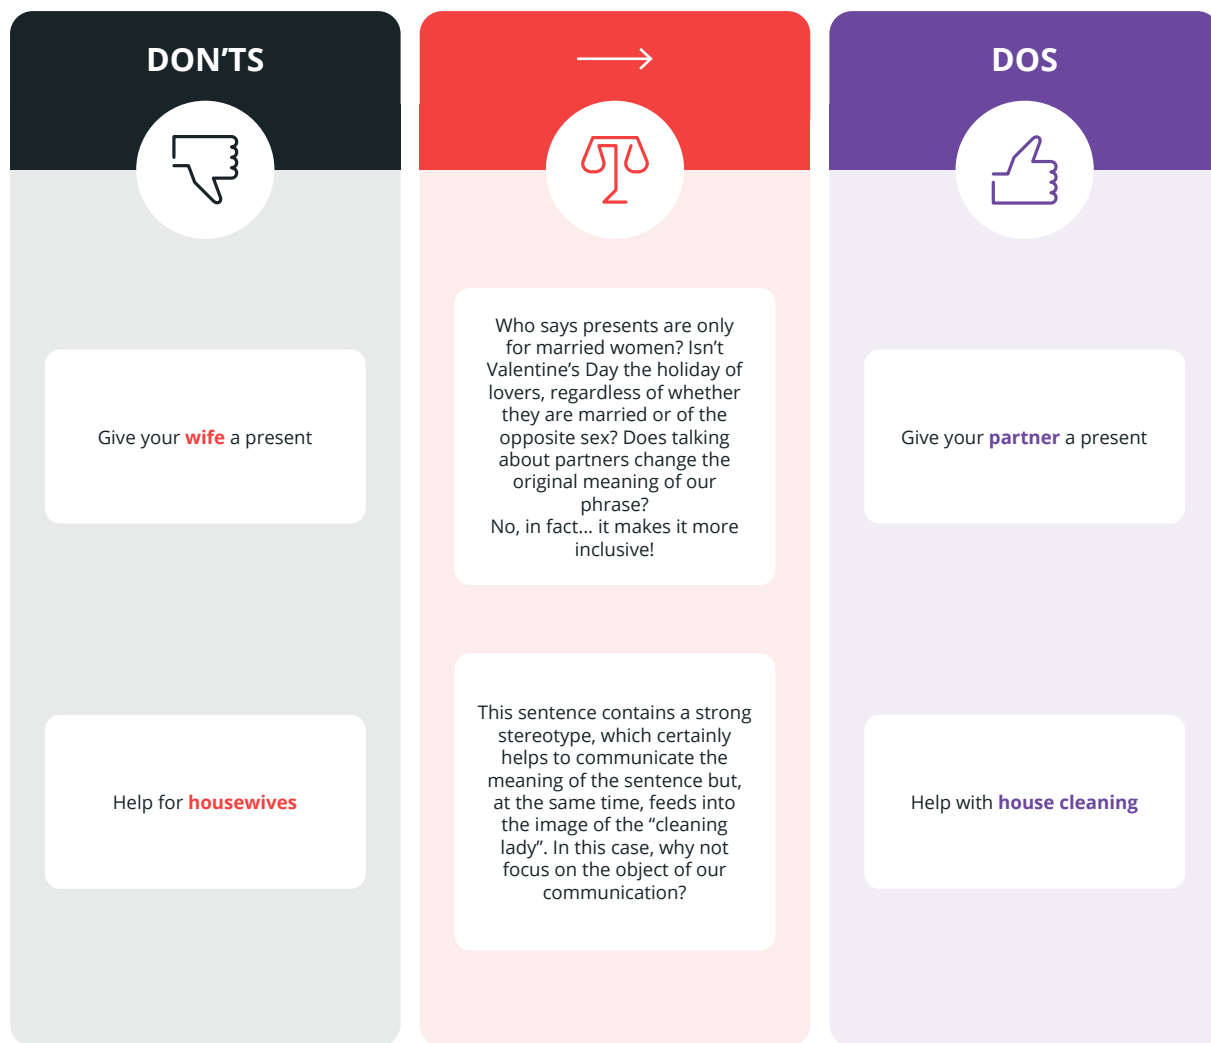 DON’TS
DOS
Give your wife a present
Who says presents are only
for married women? Isn’t
Valentine’s Day the holiday of
lovers, regardless of whether
they are married or of the
opposite sex? Does talking
about partners change the
original meaning of our
phrase?
No, in fact... it makes it more
inclusive!
Give your partner a present
Help for housewives
This sentence contains a strong
stereotype, which certainly
helps to communicate the
meaning of the sentence but,
at the same time, feeds into
the image of the “cleaning
lady”. In this case, why not
focus on the object of our
communication?
Help with house cleaning